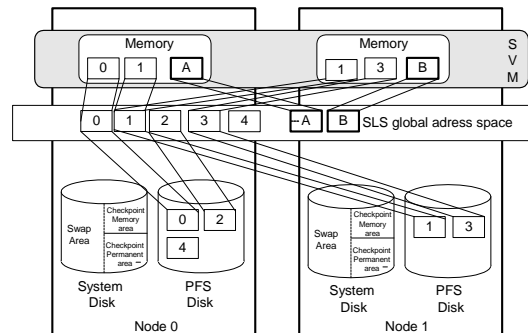 Memory
Memory
S
V
M
0 1 A
1 3 B
0 1 2 3 4 A B SLS global adress space
Swap Area
Checkpoint Memory area
Checkpoint Permanent area
0 2
4
Swap Area
Checkpoint Memory area
Checkpoint Permanent area
1 3
System Disk
PFS Disk
System Disk
PFS Disk
Node 0
Node 1